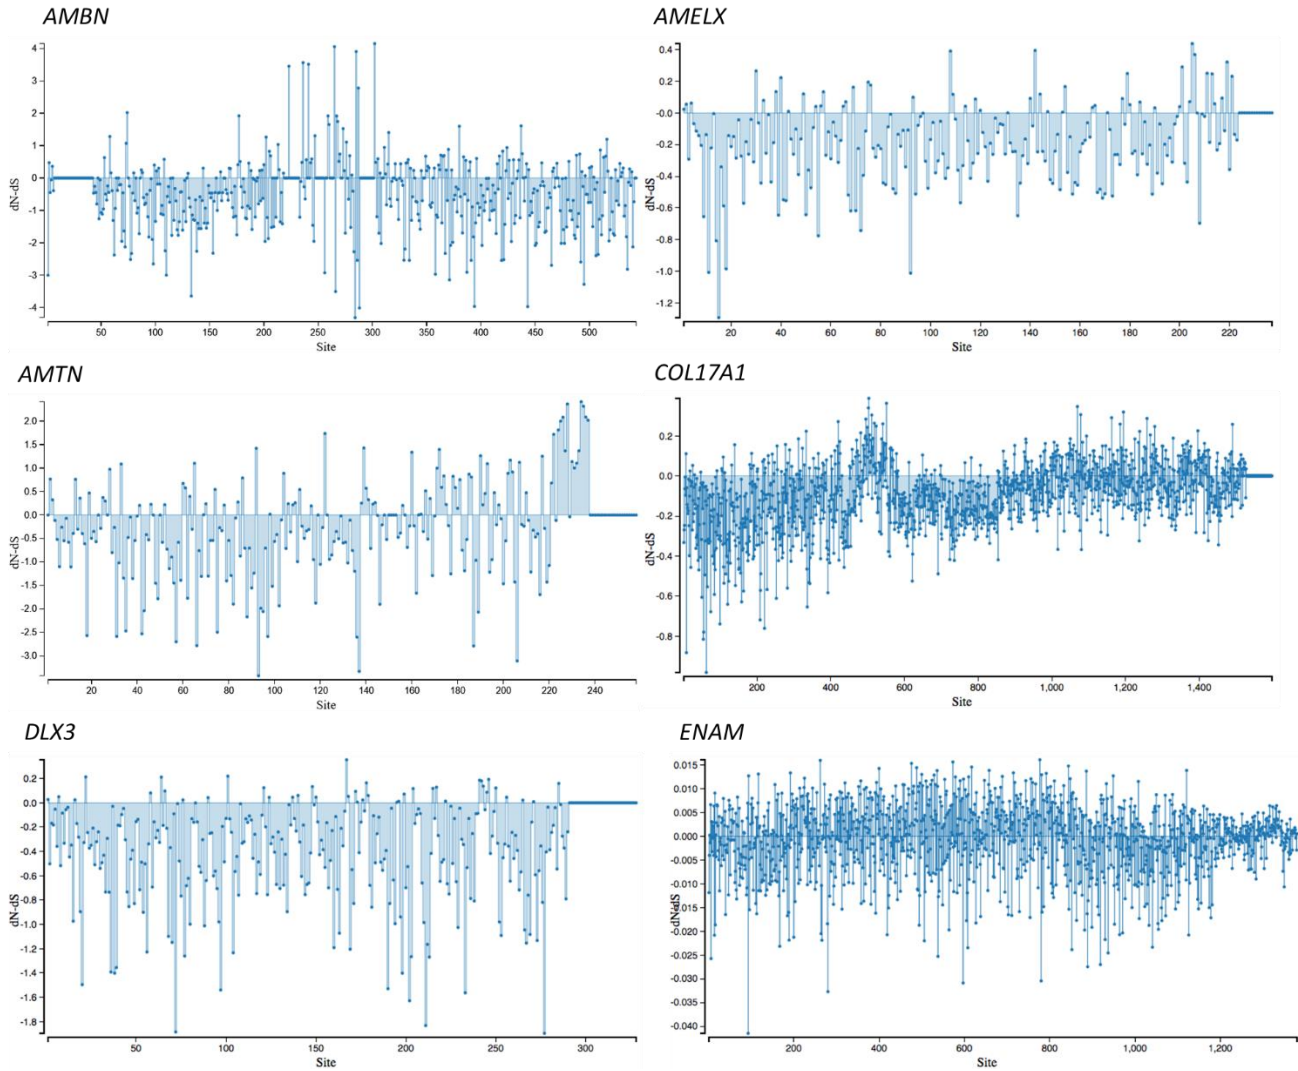 AMBN
4
3
2
1
0
-1
-2
-3
-4
dN-dS
50 100 150 200 250 300 350 400 450 500
Site
AMELX
0.4
0.2
-0.0
-0.2
-0.4
-0.6
-0.8
-1.0
-1.2
dN-dS
20 40 60 80 100 120 140 160 180 200 220
Site
AMTN
2.0
1.5
1.0
0.5
0.0
-0.5
-1.0
-1.5
-2.0
-2.5
-3.0
dN-dS
20 40 60 80 100 120 140 160 180 200 220 240
Site
COL17A1
0.2
0.0
-0.2
-0.4
-0.6
-0.8
dN-dS
200 400 600 800 1,000 1,200 1,400
Site
DLX3
0.2
0.0
-0.2
-0.4
-0.6
-0.8
-1.0
-1.2
-1.4
-1.6
-1.8
dN-dS
50 100 150 200 250 300
Site
ENAM
0.015
0.010
0.005
0.000
-0.005
-0.010
-0.015
-0.020
-0.025
-0.030
-0.035
-0.040
dN-dS
200 400 600 800 1,000 1,200
Site